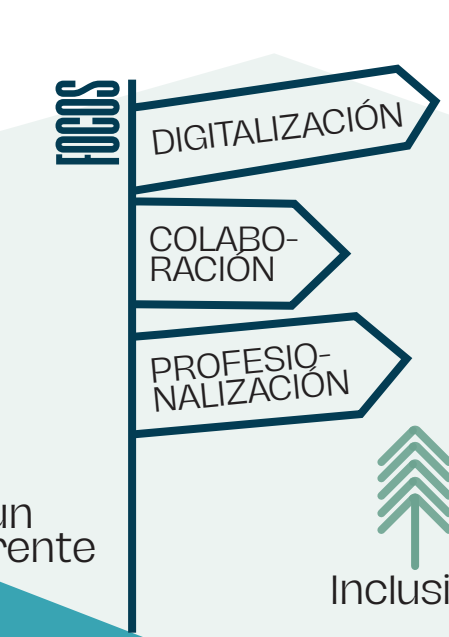 FOCOS
DIGITALIZACIÓN
COLABO-
RACIÓN
PROFESIO-
NALIZACIÓN
un
rente
Inclusi